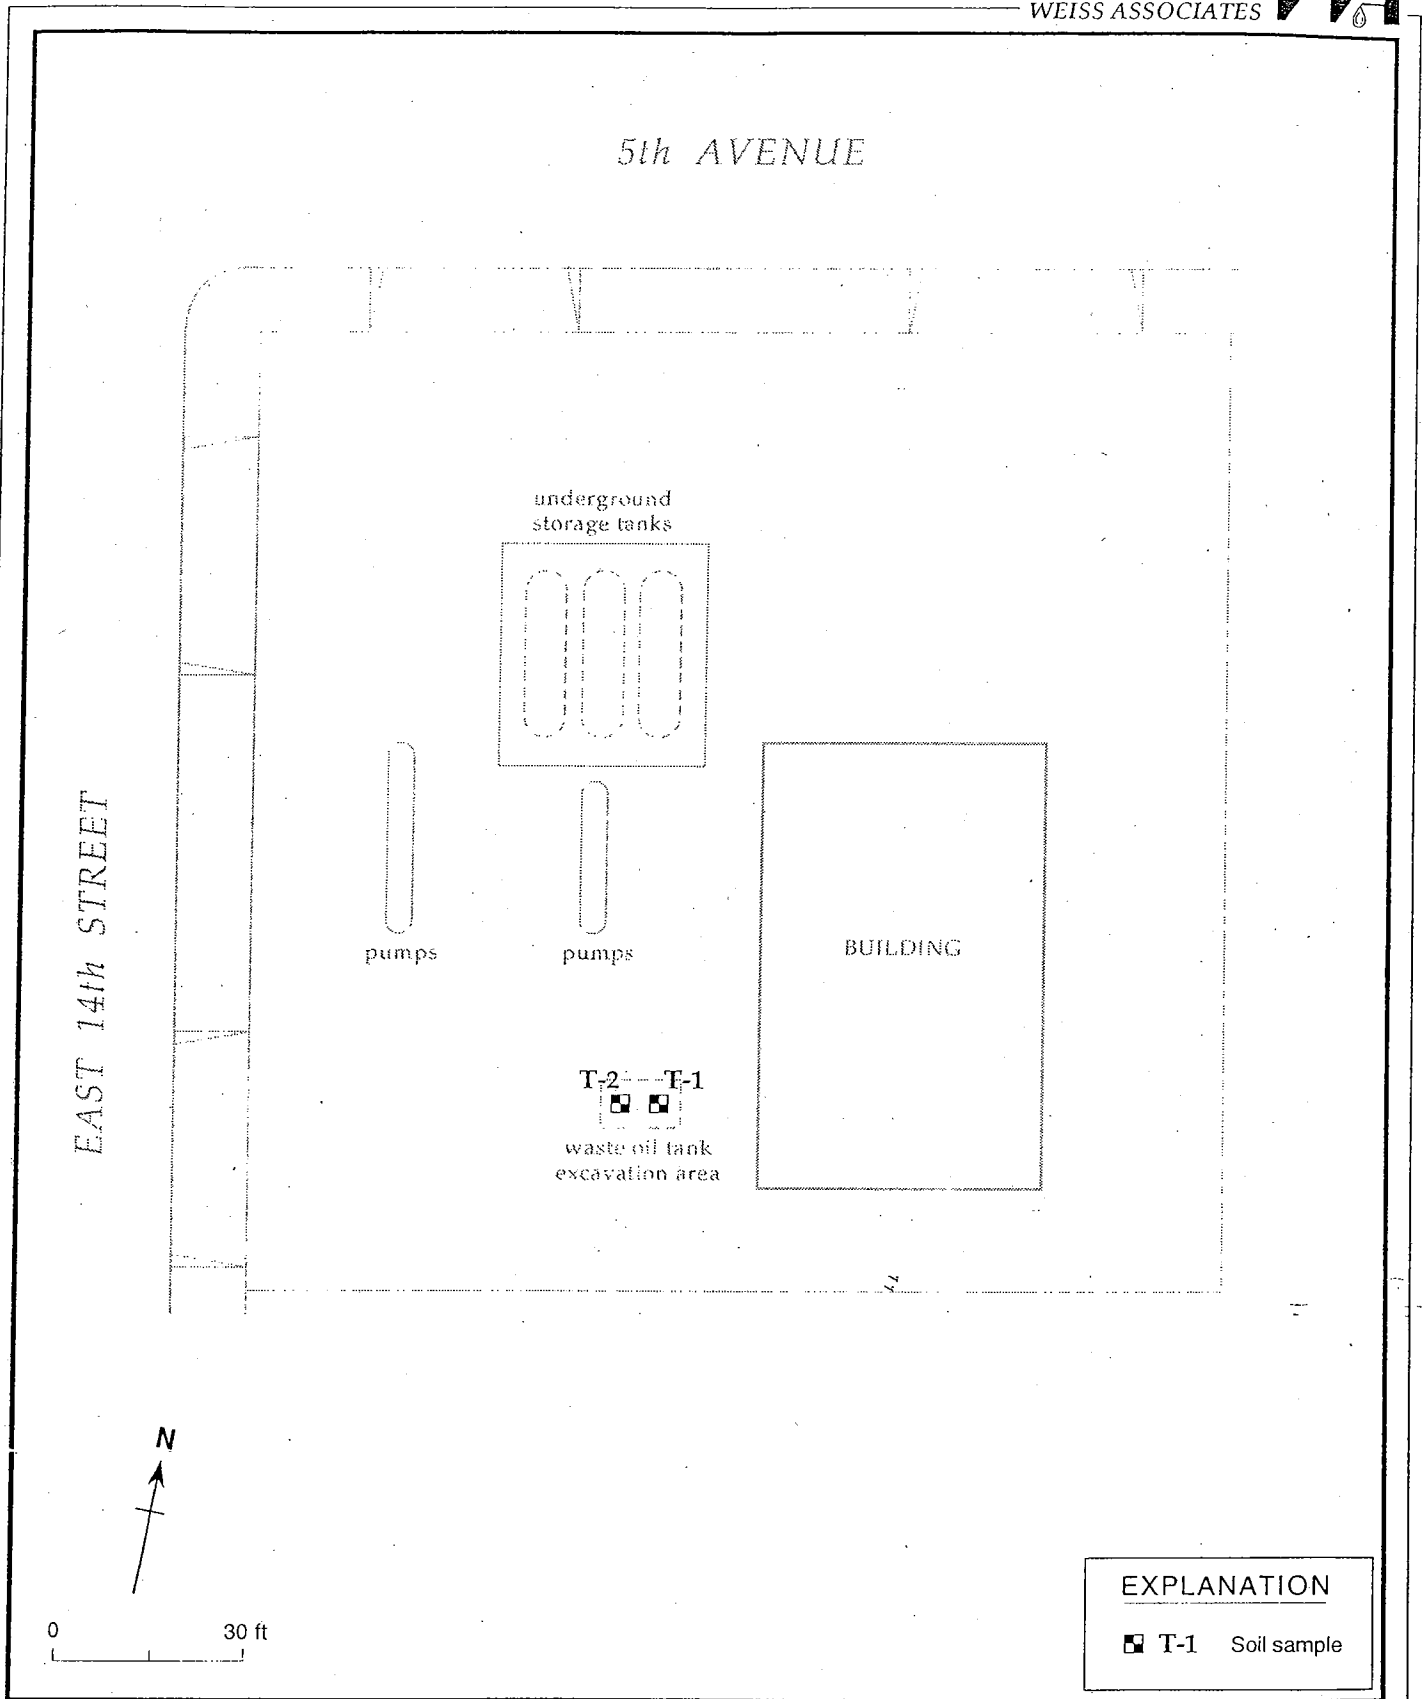 WEISS ASSOCIATES
5th AVENUE
underground
storage tanks
pumps
pumps
BUILDING
EAST 14th STREET
T-2
T-1
waste oil tank
excavation area
N
0
30 ft
EXPLANATION
T-1 Soil sample